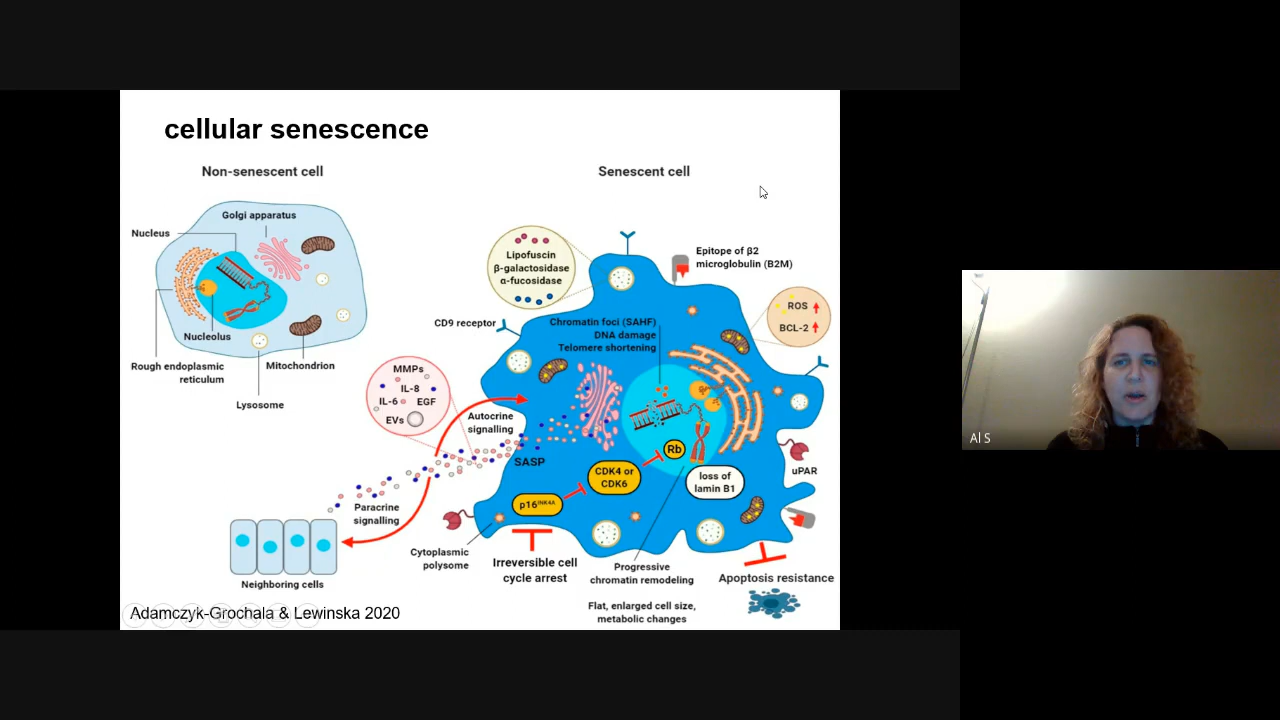 cellular senescence
Non-senescent cell
Senescent cell
Golgi apparatus
Nucleus
Nucleolus
Rough endoplasmic
reticulum
Mitochondrion
Lysosome
Lipofuscin
β-galactosidase
α-fucosidase
Epitope of β2
microglobulin (B2M)
ROS
BCL-2
CD9 receptor
Chromatin foci (SAHF)
DNA damage
Telomere shortening
MMPs
IL-8
IL-6 EGF
EVs
Autocrine
signalling
SASP
Rb
CDK4 or
CDK6
p16INK4A
loss of
lamin B1
uPAR
Paracrine
signalling
Cytoplasmic
polysome
Irreversible cell
cycle arrest
Progressive
chromatin remodeling
Apoptosis resistance
Neighboring cells
Flat, enlarged cell size,
metabolic changes
Adamczyk-Grochala & Lewinska 2020
Al S